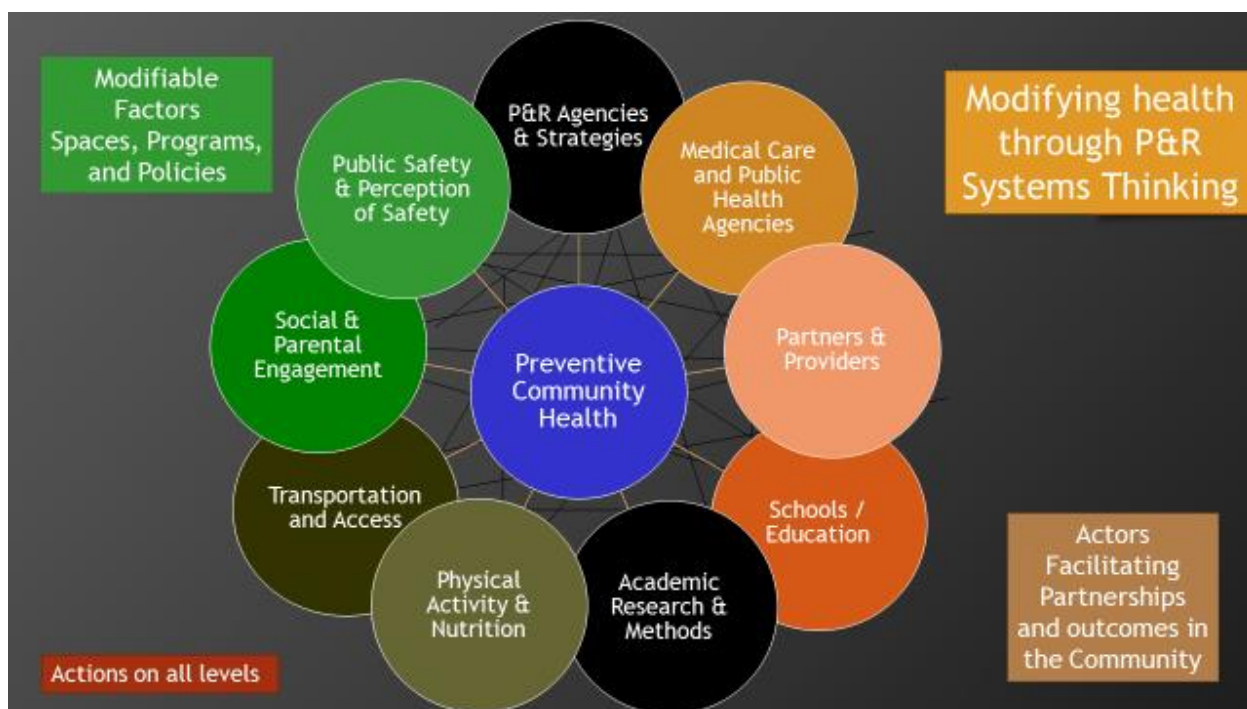 Modifiable
Factors
Spaces, Programs,
and Policies
P&R Agencies
& Strategies
Modifying health
through P&R
Systems Thinking
Public Safety
& Perception
of Safety
Medical Care
and Public
Health
Agencies
Social &
Parental
Engagement
Preventive
Community
Health
Partners &
Providers
Transportation
and Access
Schools /
Education
Physical
Activity &
Nutrition
Academic
Research &
Methods
Actors
Facilitating
Partnerships
and outcomes in
the Community
Actions on all levels